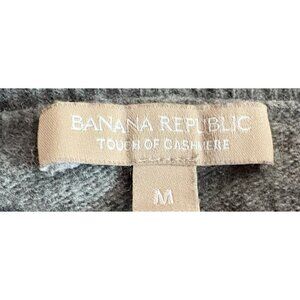 BANANA REPUBLIC
TOUCH OF CASHMERE
M